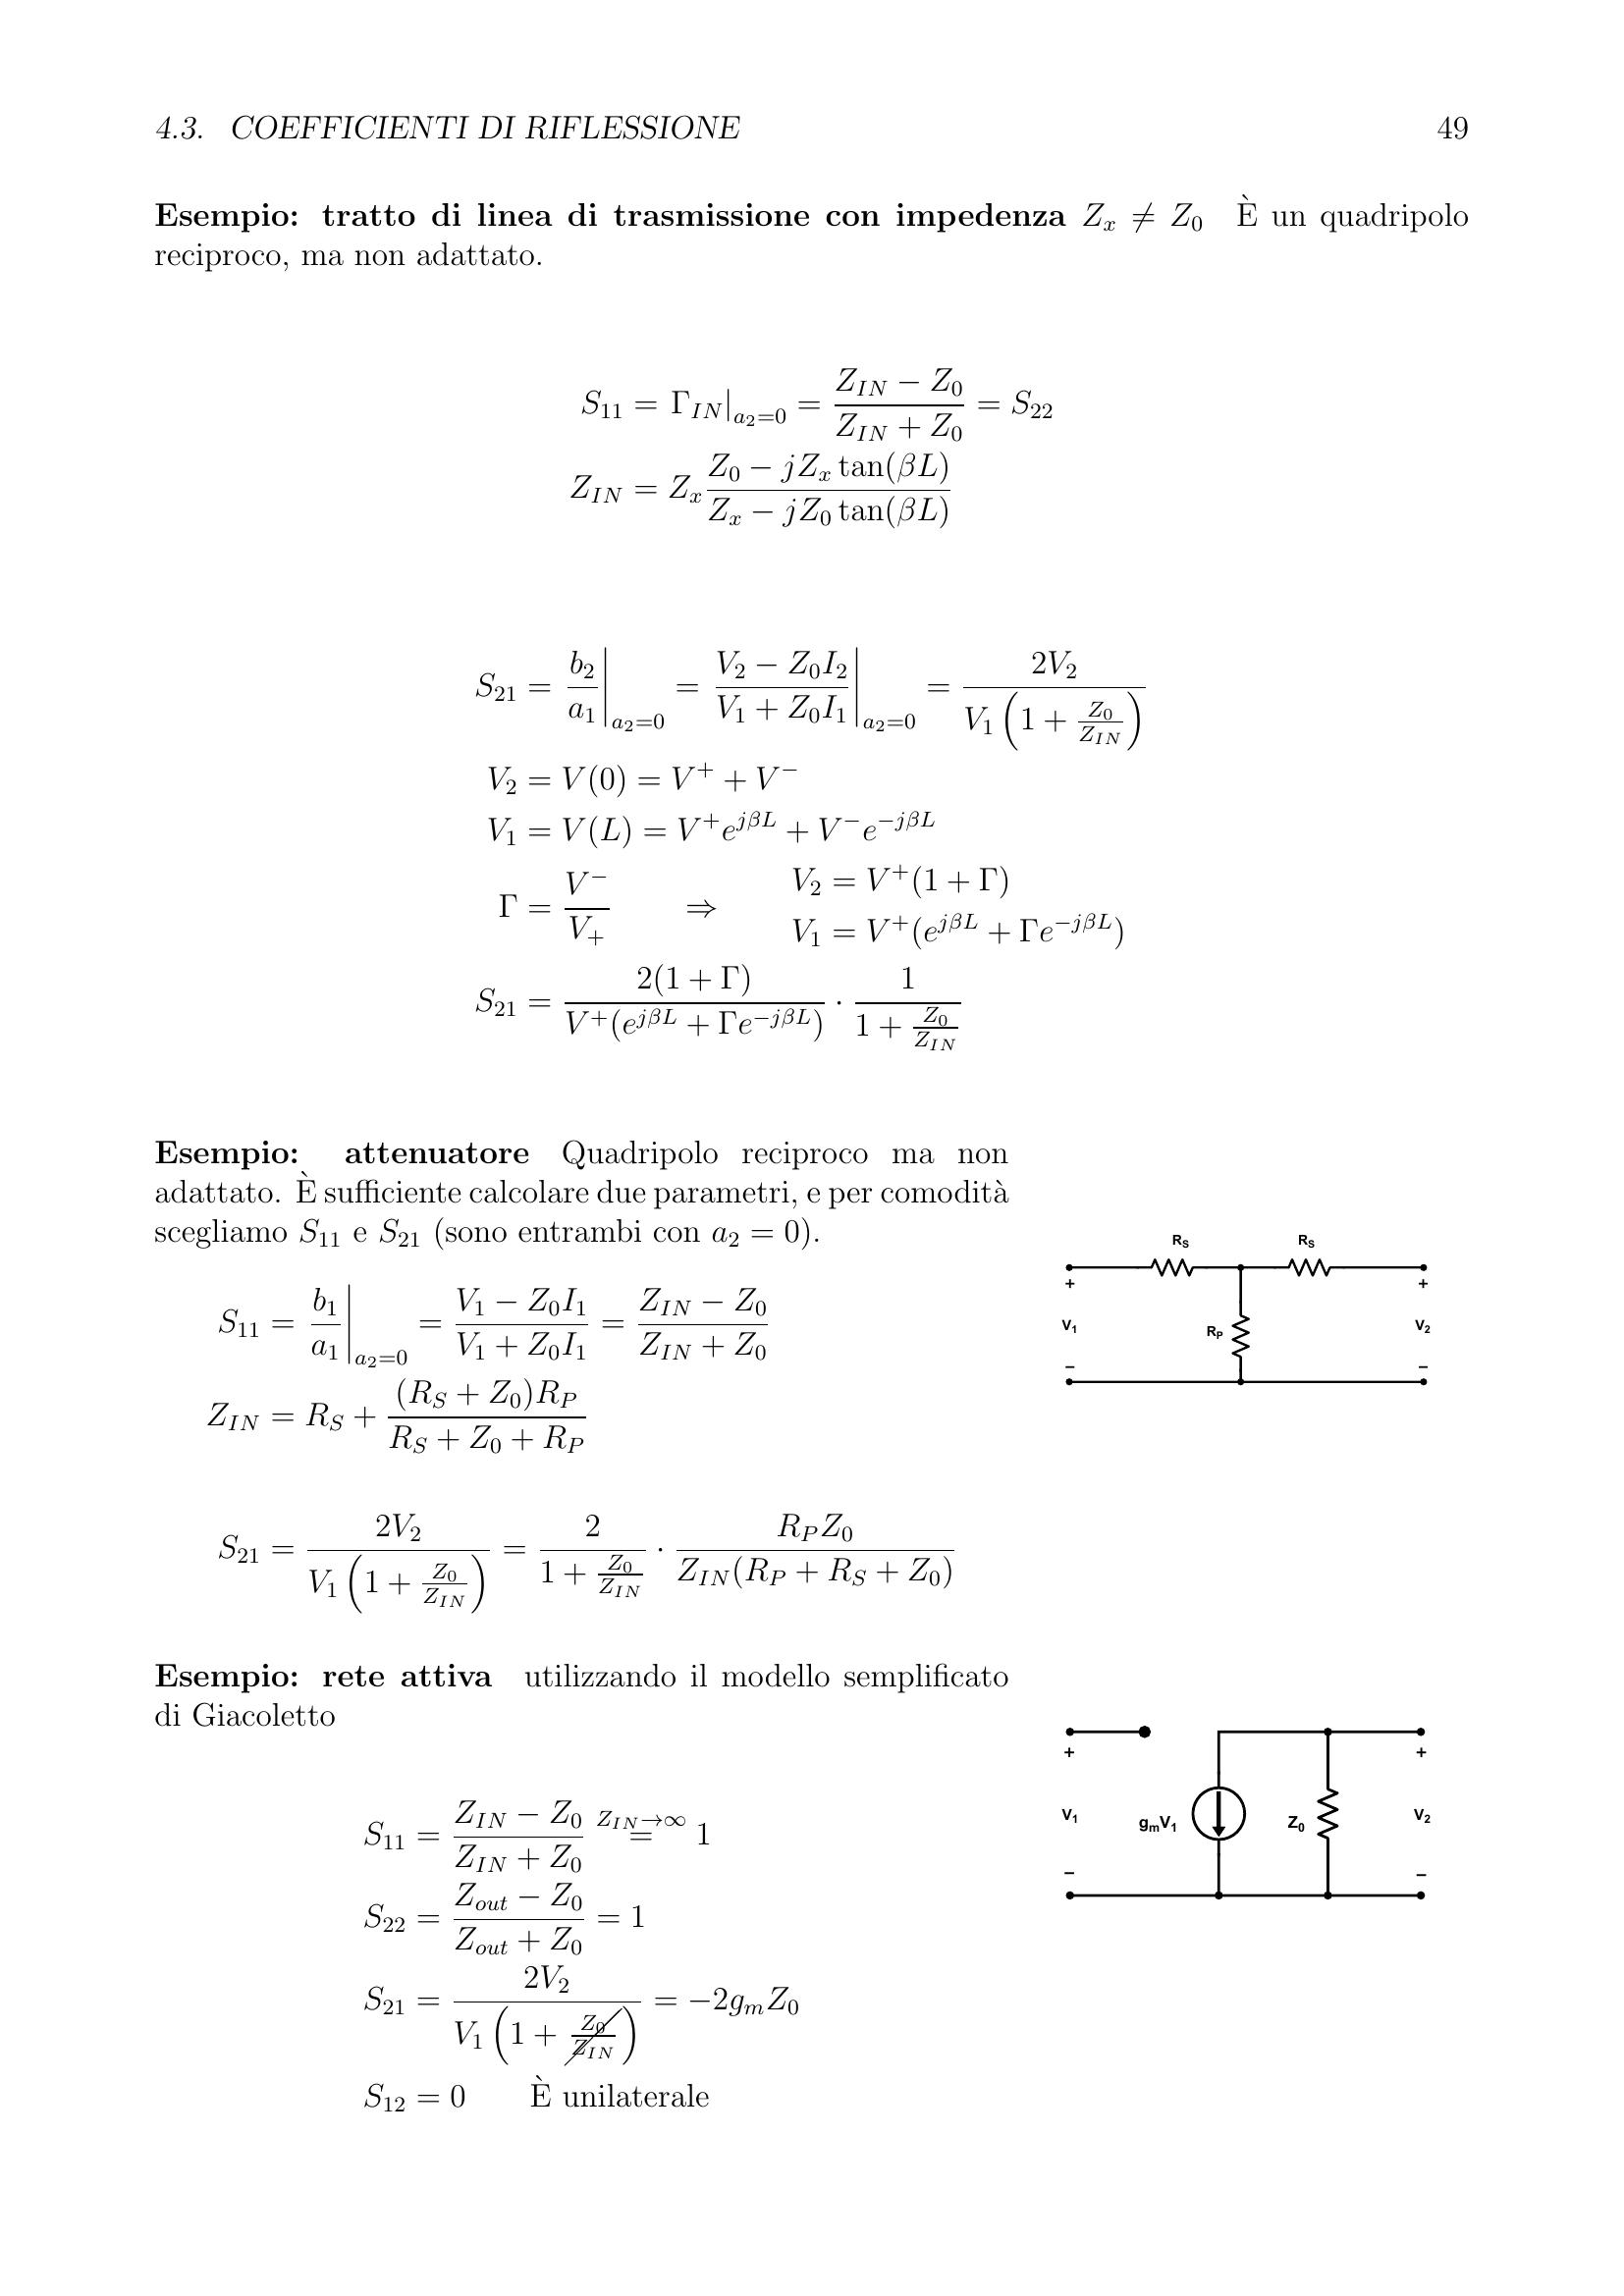 4.3. COEFFICIENTI DI RIFLESSIONE 49
Esempio: tratto di linea di trasmissione con impedenza $Z_x \neq Z_0$ È un quadripolo
reciproco, ma non adattato.
$S_{11} = \Gamma_{IN}|_{a_2=0} = \frac{Z_{IN} - Z_0}{Z_{IN} + Z_0} = S_{22}$
$Z_{IN} = Z_x \frac{Z_0 - jZ_x \tan(\beta L)}{Z_x - jZ_0 \tan(\beta L)}$
$S_{21} = \left.\frac{b_2}{a_1}\right|_{a_2=0} = \left.\frac{V_2 - Z_0 I_2}{V_1 + Z_0 I_1}\right|_{a_2=0} = \frac{2V_2}{V_1\left(1 + \frac{Z_0}{Z_{IN}}\right)}$
$V_2 = V(0) = V^+ + V^-$
$V_1 = V(L) = V^+ e^{j\beta L} + V^- e^{-j\beta L}$
$\Gamma = \frac{V^-}{V_+} \quad \Rightarrow \quad V_2 = V^+(1 + \Gamma)$
$V_1 = V^+(e^{j\beta L} + \Gamma e^{-j\beta L})$
$S_{21} = \frac{2(1 + \Gamma)}{V^+(e^{j\beta L} + \Gamma e^{-j\beta L})} \cdot \frac{1}{1 + \frac{Z_0}{Z_{IN}}}$
Esempio: attenuatore Quadripolo reciproco ma non
adattato. È sufficiente calcolare due parametri, e per comodità
scegliamo $S_{11}$ e $S_{21}$ (sono entrambi con $a_2 = 0$).
$S_{11} = \left.\frac{b_1}{a_1}\right|_{a_2=0} = \frac{V_1 - Z_0 I_1}{V_1 + Z_0 I_1} = \frac{Z_{IN} - Z_0}{Z_{IN} + Z_0}$
$Z_{IN} = R_S + \frac{(R_S + Z_0)R_P}{R_S + Z_0 + R_P}$
$S_{21} = \frac{2V_2}{V_1\left(1 + \frac{Z_0}{Z_{IN}}\right)} = \frac{2}{1 + \frac{Z_0}{Z_{IN}}} \cdot \frac{R_P Z_0}{Z_{IN}(R_P + R_S + Z_0)}$
R_S R_S
+ +
V_1 R_P V_2
− −
Esempio: rete attiva utilizzando il modello semplificato
di Giacoletto
$S_{11} = \frac{Z_{IN} - Z_0}{Z_{IN} + Z_0} \overset{Z_{IN} \to \infty}{=} 1$
$S_{22} = \frac{Z_{out} - Z_0}{Z_{out} + Z_0} = 1$
$S_{21} = \frac{2V_2}{V_1\left(1 + \cancel{\frac{Z_0}{Z_{IN}}}\right)} = -2g_m Z_0$
$S_{12} = 0$ È unilaterale
+ +
V_1 g_mV_1 Z_0 V_2
− −